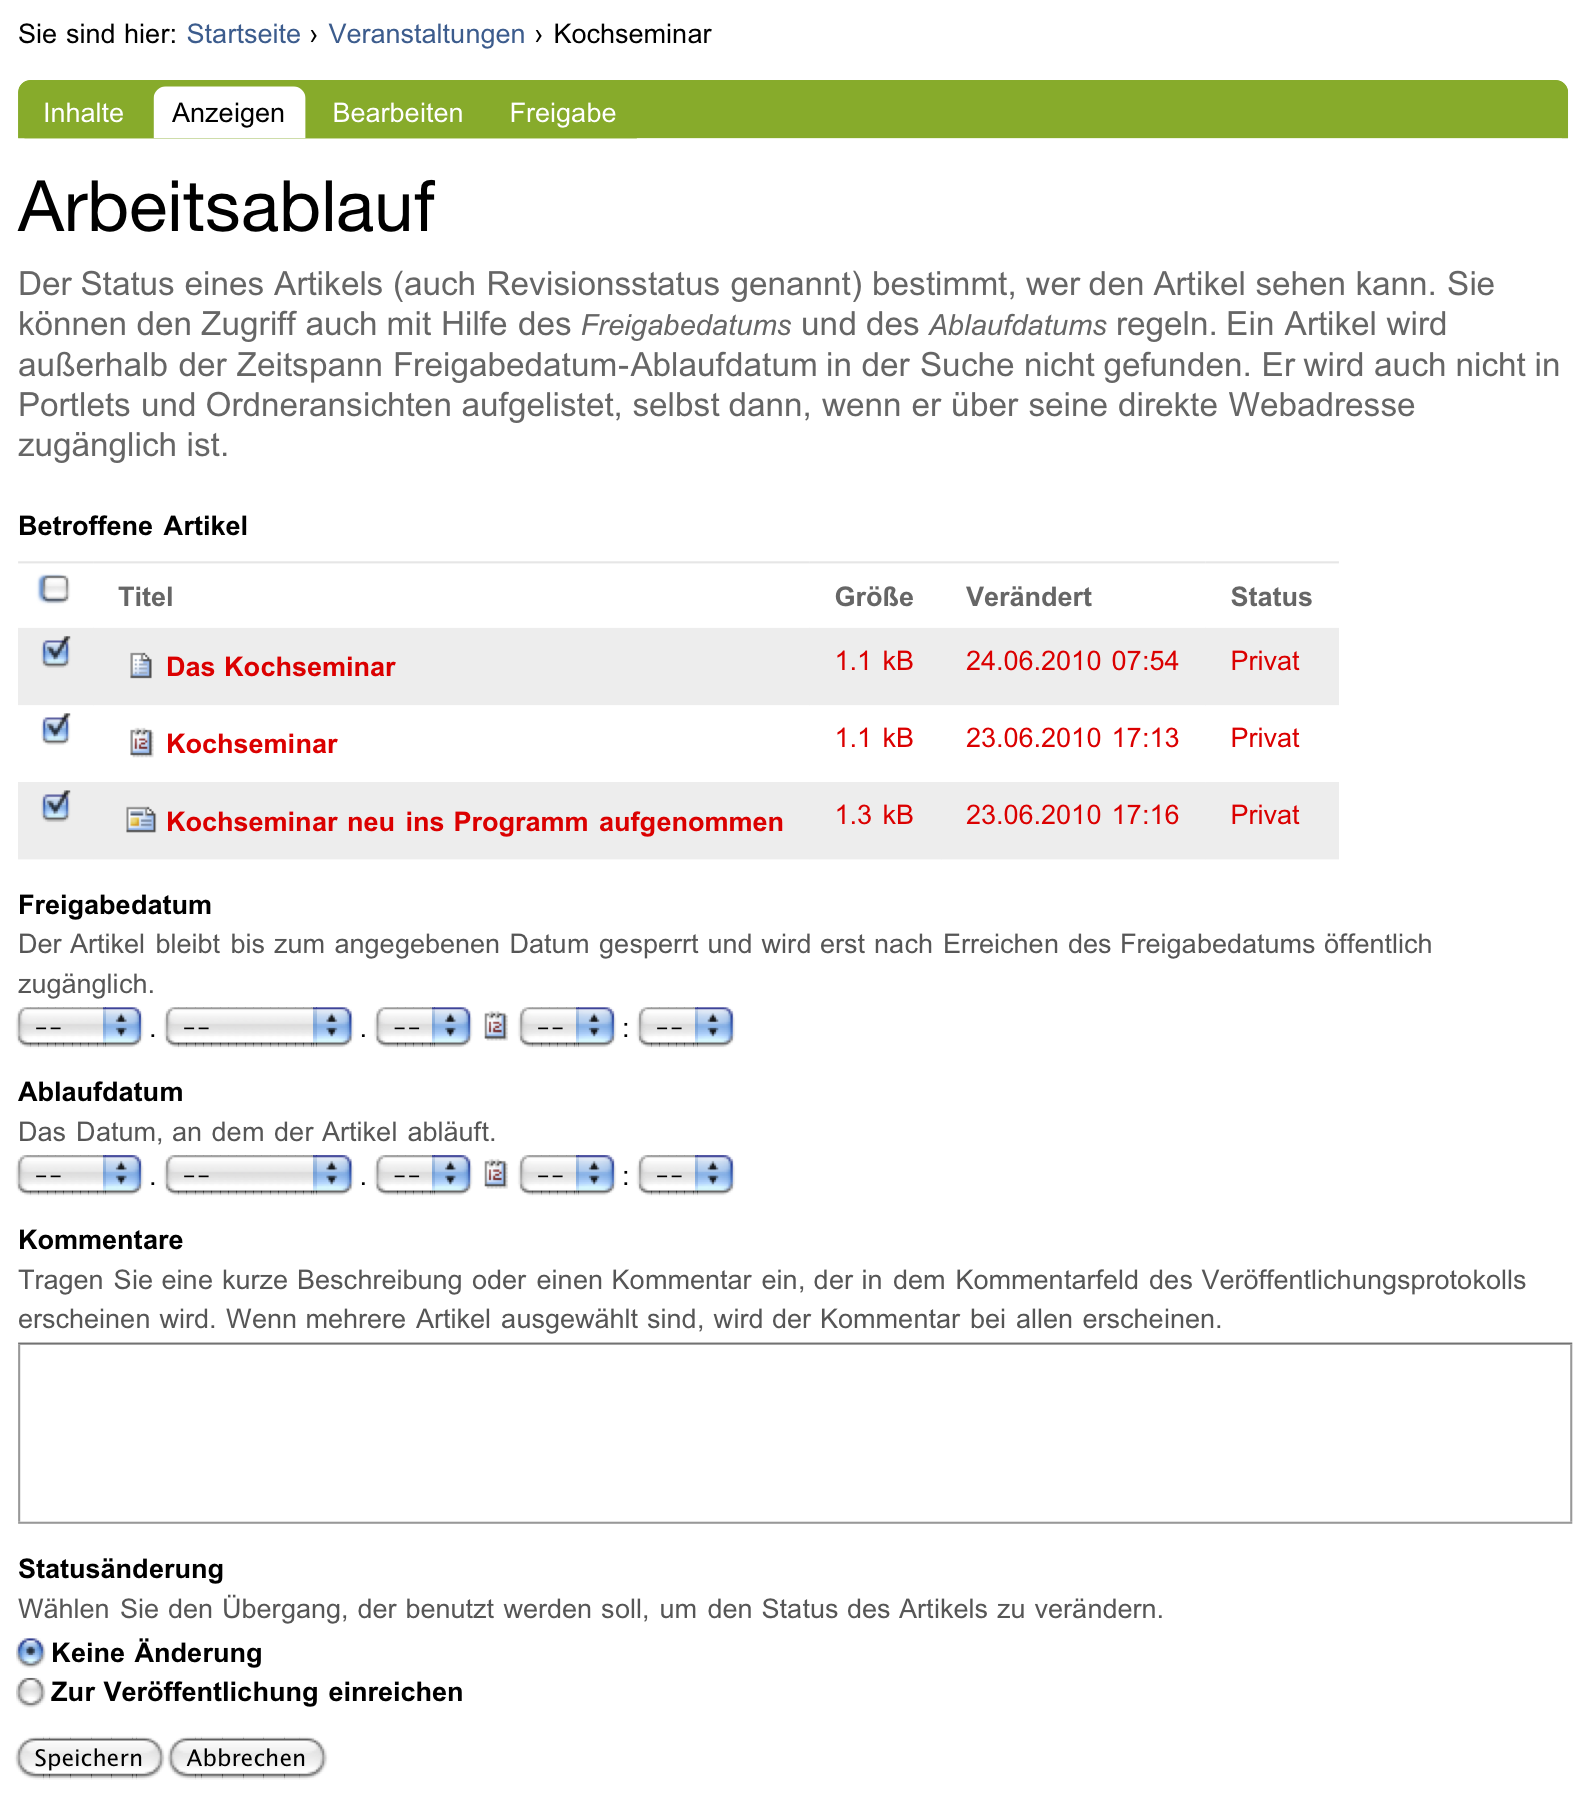 Sie sind hier: Startseite › Veranstaltungen › Kochseminar
Inhalte Anzeigen Bearbeiten Freigabe
Arbeitsablauf
Der Status eines Artikels (auch Revisionsstatus genannt) bestimmt, wer den Artikel sehen kann. Sie
können den Zugriff auch mit Hilfe des Freigabedatums und des Ablaufdatums regeln. Ein Artikel wird
außerhalb der Zeitspann Freigabedatum-Ablaufdatum in der Suche nicht gefunden. Er wird auch nicht in
Portlets und Ordneransichten aufgelistet, selbst dann, wenn er über seine direkte Webadresse
zugänglich ist.
Betroffene Artikel
Titel Größe Verändert Status
Das Kochseminar 1.1 kB 24.06.2010 07:54 Privat
12 Kochseminar 1.1 kB 23.06.2010 17:13 Privat
Kochseminar neu ins Programm aufgenommen 1.3 kB 23.06.2010 17:16 Privat
Freigabedatum
Der Artikel bleibt bis zum angegebenen Datum gesperrt und wird erst nach Erreichen des Freigabedatums öffentlich
zugänglich.
-- . -- . -- 12 -- : --
Ablaufdatum
Das Datum, an dem der Artikel abläuft.
-- . -- . -- 12 -- : --
Kommentare
Tragen Sie eine kurze Beschreibung oder einen Kommentar ein, der in dem Kommentarfeld des Veröffentlichungsprotokolls
erscheinen wird. Wenn mehrere Artikel ausgewählt sind, wird der Kommentar bei allen erscheinen.
Statusänderung
Wählen Sie den Übergang, der benutzt werden soll, um den Status des Artikels zu verändern.
Keine Änderung
Zur Veröffentlichung einreichen
Speichern Abbrechen